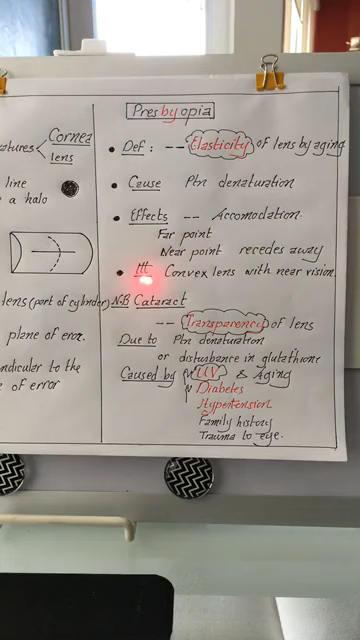 Presbyopia
Def: -- Elasticity of lens by aging
Cause Ptn denaturation
Effects -- Accomodation.
Far point
Near point recedes away
ttt Convex lens with near vision.
N.B Cataract
-- Transparency of lens
Due to Ptn denaturation
or disturbance in glutathione
Caused by UV & Aging
Diabetes
Hypertension
Family history
Trauma to eye.
atures < Cornea
lens
line
a halo
lens (part of cylinder)
plane of error.
ndicular to the
e of error